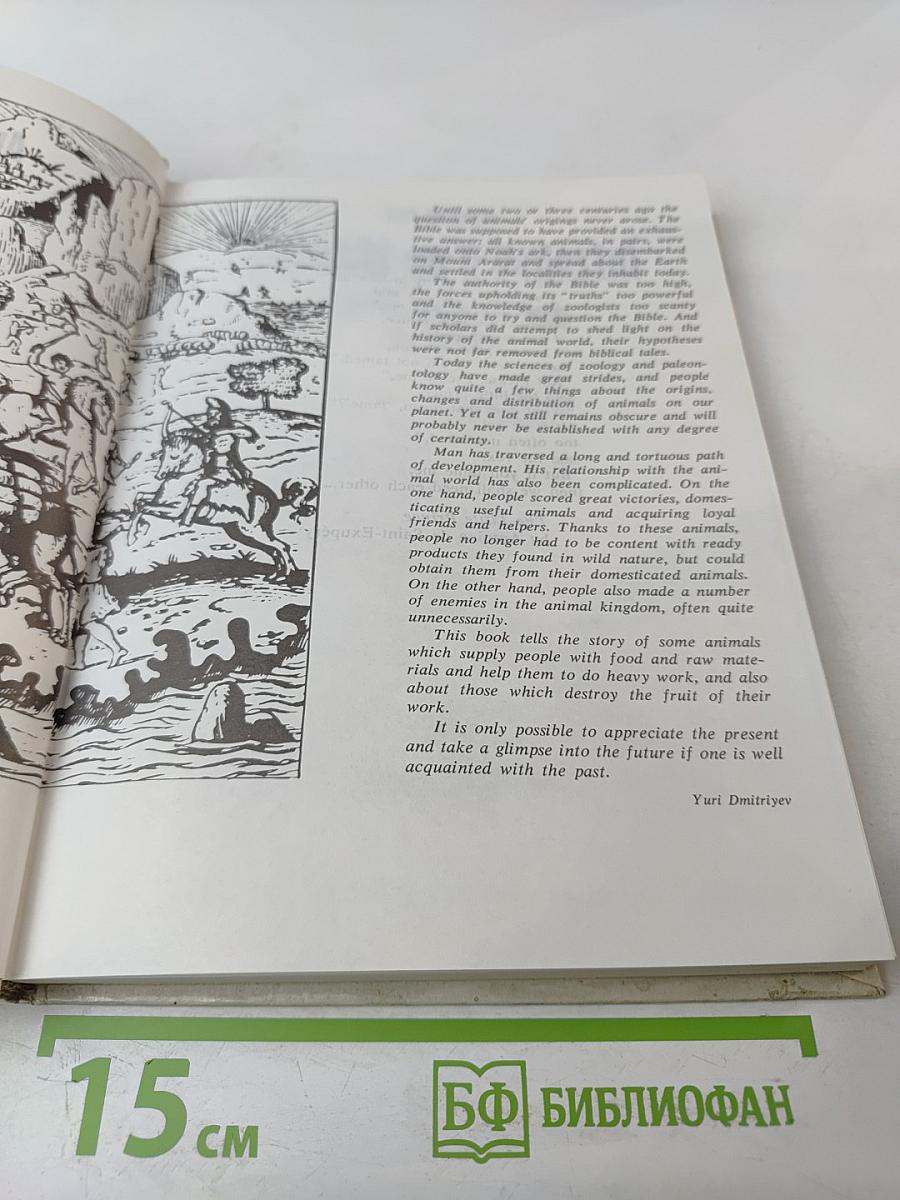 Until some two or three centuries ago the
question of animals' origins never arose. The
Bible was supposed to have provided an exhaus-
tive answer: all known animals, in pairs, were
loaded onto Noah's ark, then they disembarked
on Mount Ararat and spread about the Earth
and settled in the localities they inhabit today.
The authority of the Bible was too high,
the forces upholding its "truths" too powerful
and the knowledge of zoologists too scanty
for anyone to try and question the Bible. And
if scholars did attempt to shed light on the
history of the animal world, their hypotheses
were not far removed from biblical tales.
Today the sciences of zoology and paleon-
tology have made great strides, and people
know quite a few things about the origins,
changes and distribution of animals on our
planet. Yet a lot still remains obscure and will
probably never be established with any degree
of certainty.
Man has traversed a long and tortuous path
of development. His relationship with the ani-
mal world has also been complicated. On the
one hand, people scored great victories, domes-
ticating useful animals and acquiring loyal
friends and helpers. Thanks to these animals,
people no longer had to be content with ready
products they found in wild nature, but could
obtain them from their domesticated animals.
On the other hand, people also made a number
of enemies in the animal kingdom, often quite
unnecessarily.
This book tells the story of some animals
which supply people with food and raw mate-
rials and help them to do heavy work, and also
about those which destroy the fruit of their
work.
It is only possible to appreciate the present
and take a glimpse into the future if one is well
acquainted with the past.
Yuri Dmitriyev
15 см
БФ БИБЛИОФАН